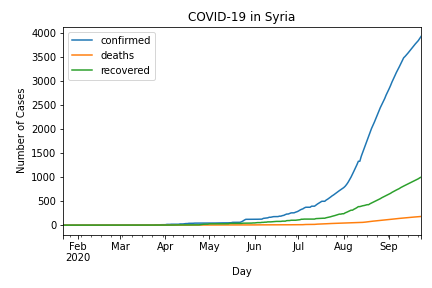 COVID-19 in Syria
confirmed
deaths
recovered
Number of Cases
4000
3500
3000
2500
2000
1500
1000
500
0
Feb Mar Apr May Jun Jul Aug Sep
2020
Day